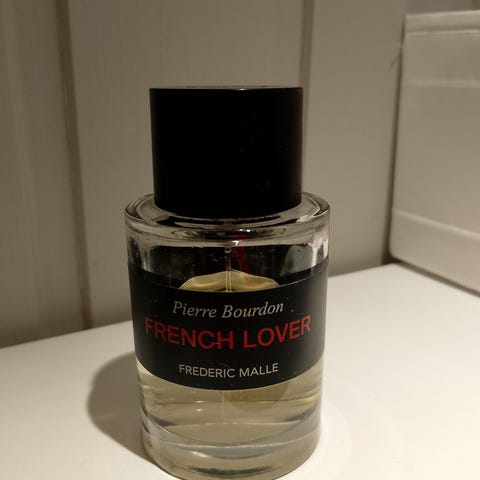 Pierre Bourdon
FRENCH LOVER
FREDERIC MALLE